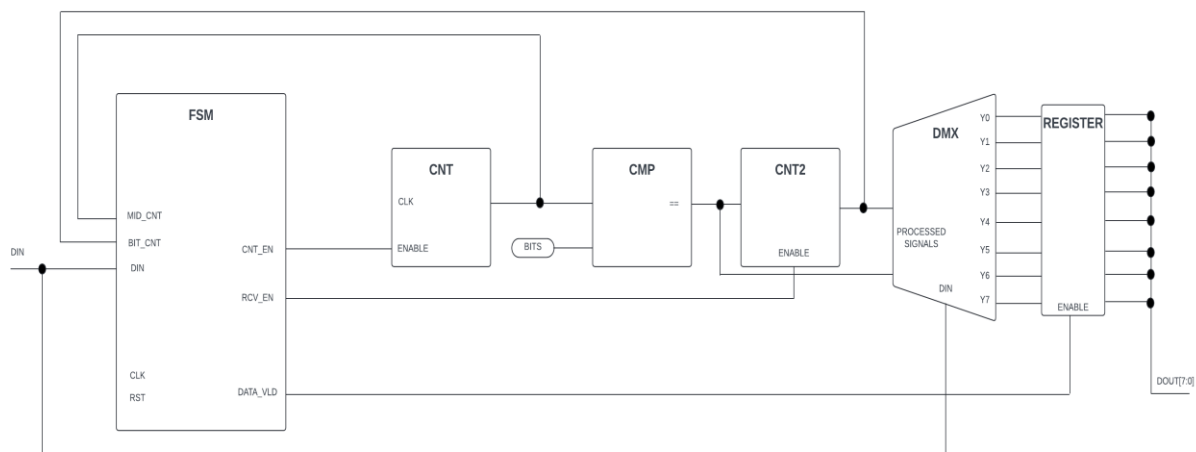 FSM
MID_CNT
BIT_CNT
DIN
DIN
CNT_EN
RCV_EN
CLK
RST
DATA_VLD
CNT
CLK
ENABLE
BITS
CMP
==
CNT2
ENABLE
DMX
PROCESSED
SIGNALS
DIN
Y0
Y1
Y2
Y3
Y4
Y5
Y6
Y7
REGISTER
ENABLE
DOUT[7:0]